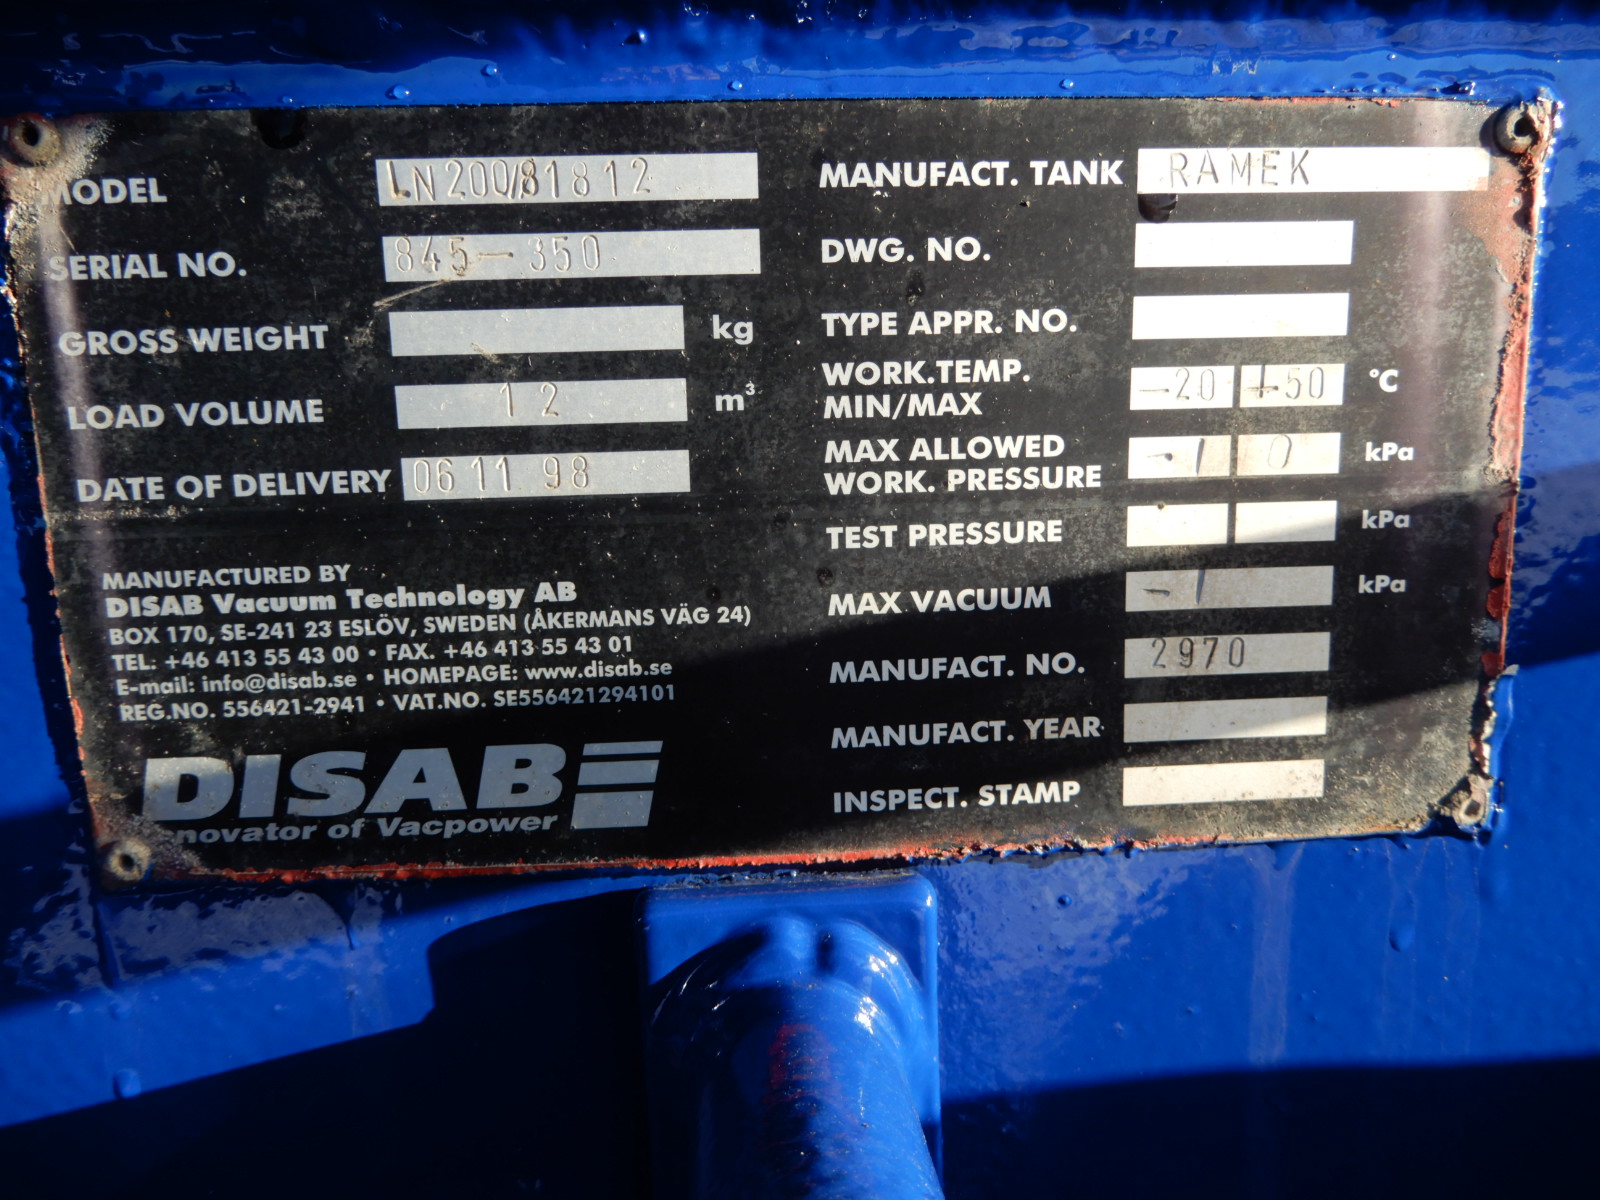 MODEL LN200/81812
SERIAL NO. 845-350
GROSS WEIGHT kg
LOAD VOLUME 12 m³
DATE OF DELIVERY 06 11 98
MANUFACTURED BY
DISAB Vacuum Technology AB
BOX 170, SE-241 23 ESLÖV, SWEDEN (ÅKERMANS VÄG 24)
TEL: +46 413 55 43 00 • FAX. +46 413 55 43 01
E-mail: info@disab.se • HOMEPAGE: www.disab.se
REG.NO. 556421-2941 • VAT.NO. SE556421294101
DISAB
nnovator of Vacpower
MANUFACT. TANK RAMEK
DWG. NO.
TYPE APPR. NO.
WORK.TEMP.
MIN/MAX -20 +50 °C
MAX ALLOWED
WORK. PRESSURE -1 0 kPa
TEST PRESSURE kPa
MAX VACUUM -1 kPa
MANUFACT. NO. 2970
MANUFACT. YEAR
INSPECT. STAMP